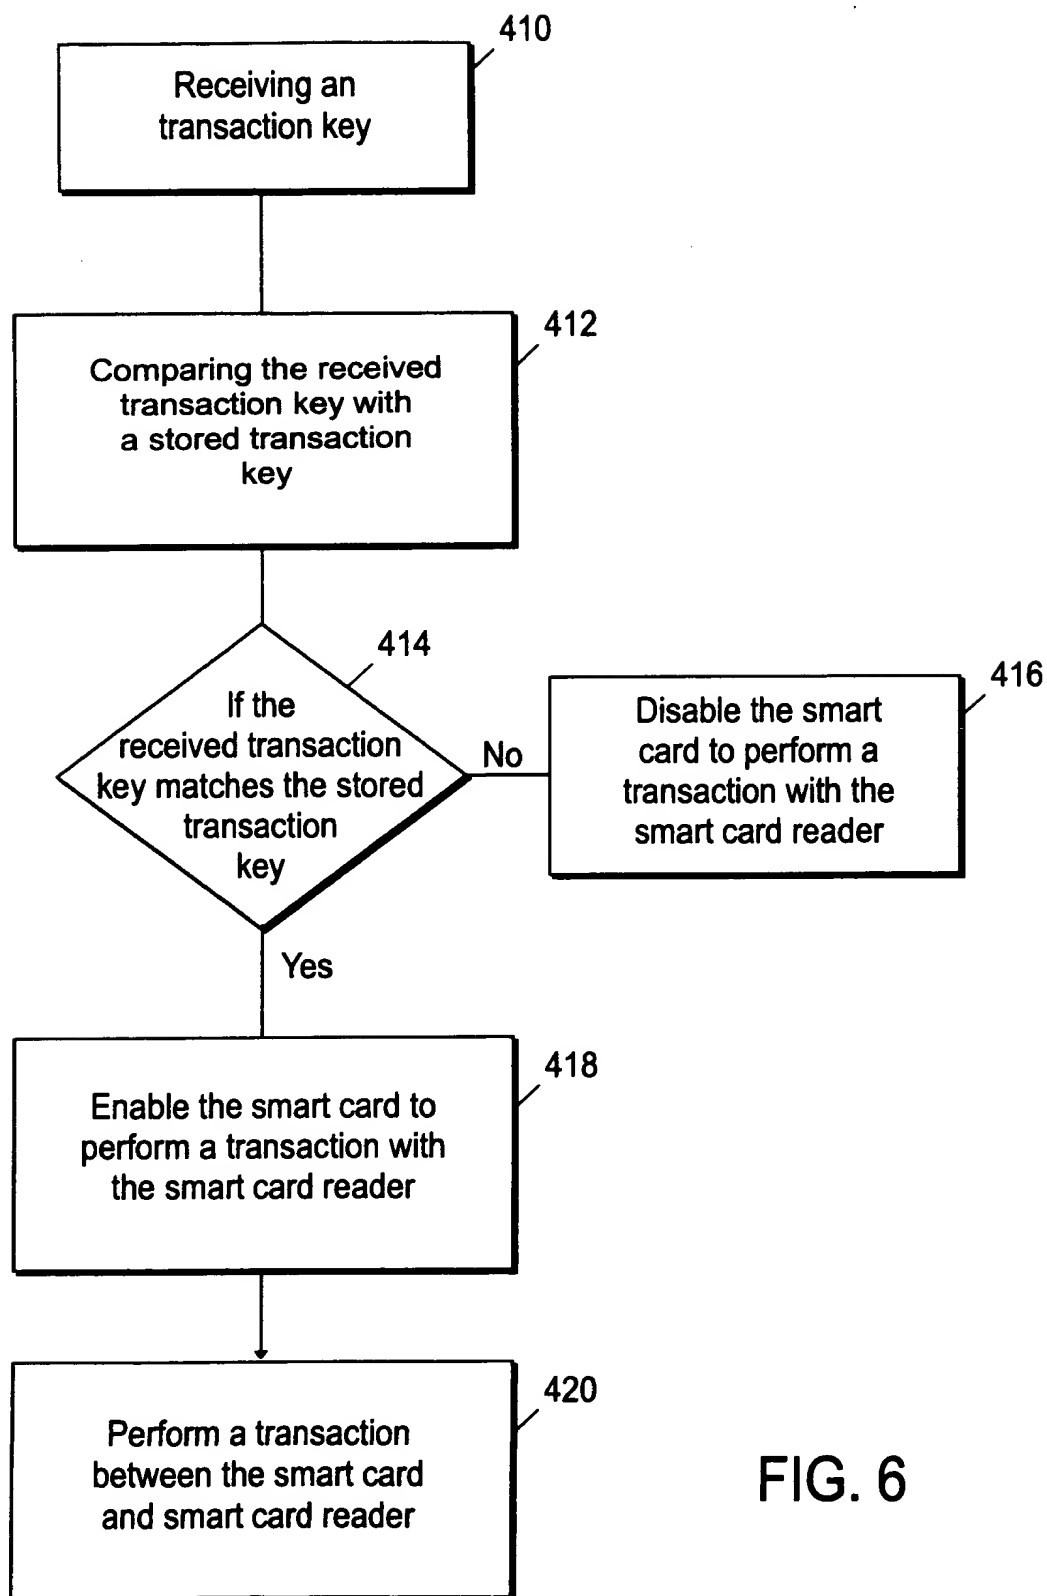 410
Receiving an
transaction key
412
Comparing the received
transaction key with
a stored transaction
key
414
If the
received transaction
key matches the stored
transaction
key
No
416
Disable the smart
card to perform a
transaction with the
smart card reader
Yes
418
Enable the smart card to
perform a transaction with
the smart card reader
420
Perform a transaction
between the smart card
and smart card reader
FIG. 6